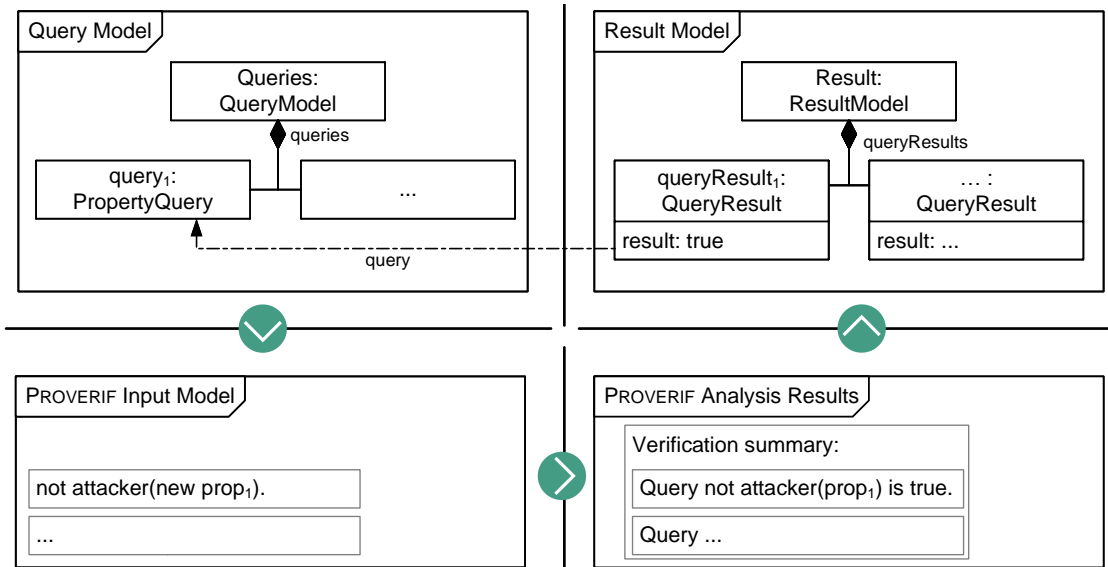 Query Model
Queries:
QueryModel
queries
query₁:
PropertyQuery
...
Result Model
Result:
ResultModel
queryResults
queryResult₁:
QueryResult
result: true
... :
QueryResult
result: ...
query
PROVERIF Input Model
not attacker(new prop₁).
...
PROVERIF Analysis Results
Verification summary:
Query not attacker(prop₁) is true.
Query ...